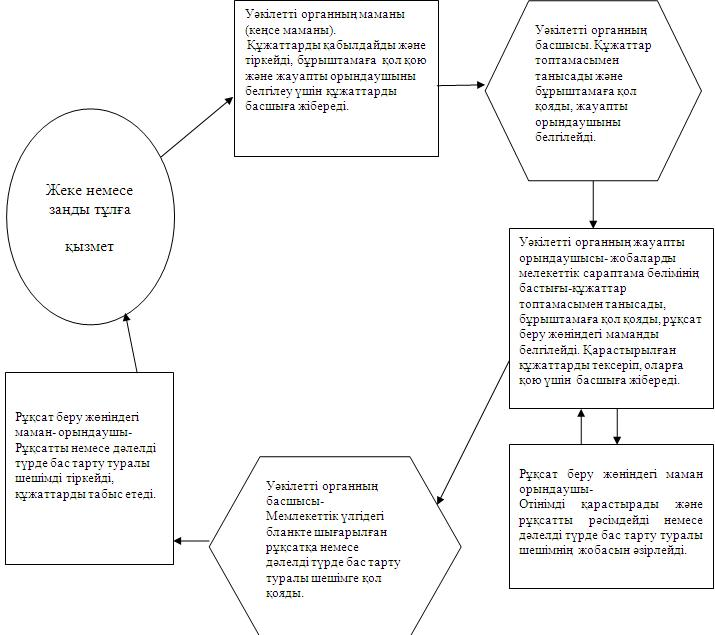 Уәкілетті органның маманы
(кеңсе маманы).
Құжаттарды қабылдайды және
тіркейді, бұрыштамаға қол қою
және жауапты орындаушыны
белгілеу үшін құжаттарды
басшыға жібереді.
Уәкілетті органның
басшысы. Құжаттар
топтамасымен
танысады және
бұрыштамаға қол
қояды, жауапты
орындаушыны
белгілейді.
Жеке немесе
заңды тұлға
қызмет
Уәкілетті органның жауапты
орындаушысы- жобаларды
мелекеттік сараптама бөлімінің
бастығы-құжаттар
топтамасымен танысады,
бұрыштамаға қол қояды, рұқсат
беру жөніндегі маманды
белгілейді. Қарастырылған
құжаттарды тексеріп, оларға
қою үшін басшыға жібереді.
Рұқсат беру жөніндегі
маман- орындаушы-
Рұқсатты немесе дәлелді
түрде бас тарту туралы
шешімді тіркейді,
құжаттарды табыс етеді.
Уәкілетті органның
басшысы-
Мемлекеттік үлгідегі
бланкте шығарылған
рұқсатқа немесе
дәлелді түрде бас тарту
туралы шешімге қол
қояды.
Рұқсат беру жөніндегі маман
орындаушы-
Өтінімді қарастырады және
рұқсатты рәсімдейді немесе
дәлелді түрде бас тарту туралы
шешімнің жобасын әзірлейді.